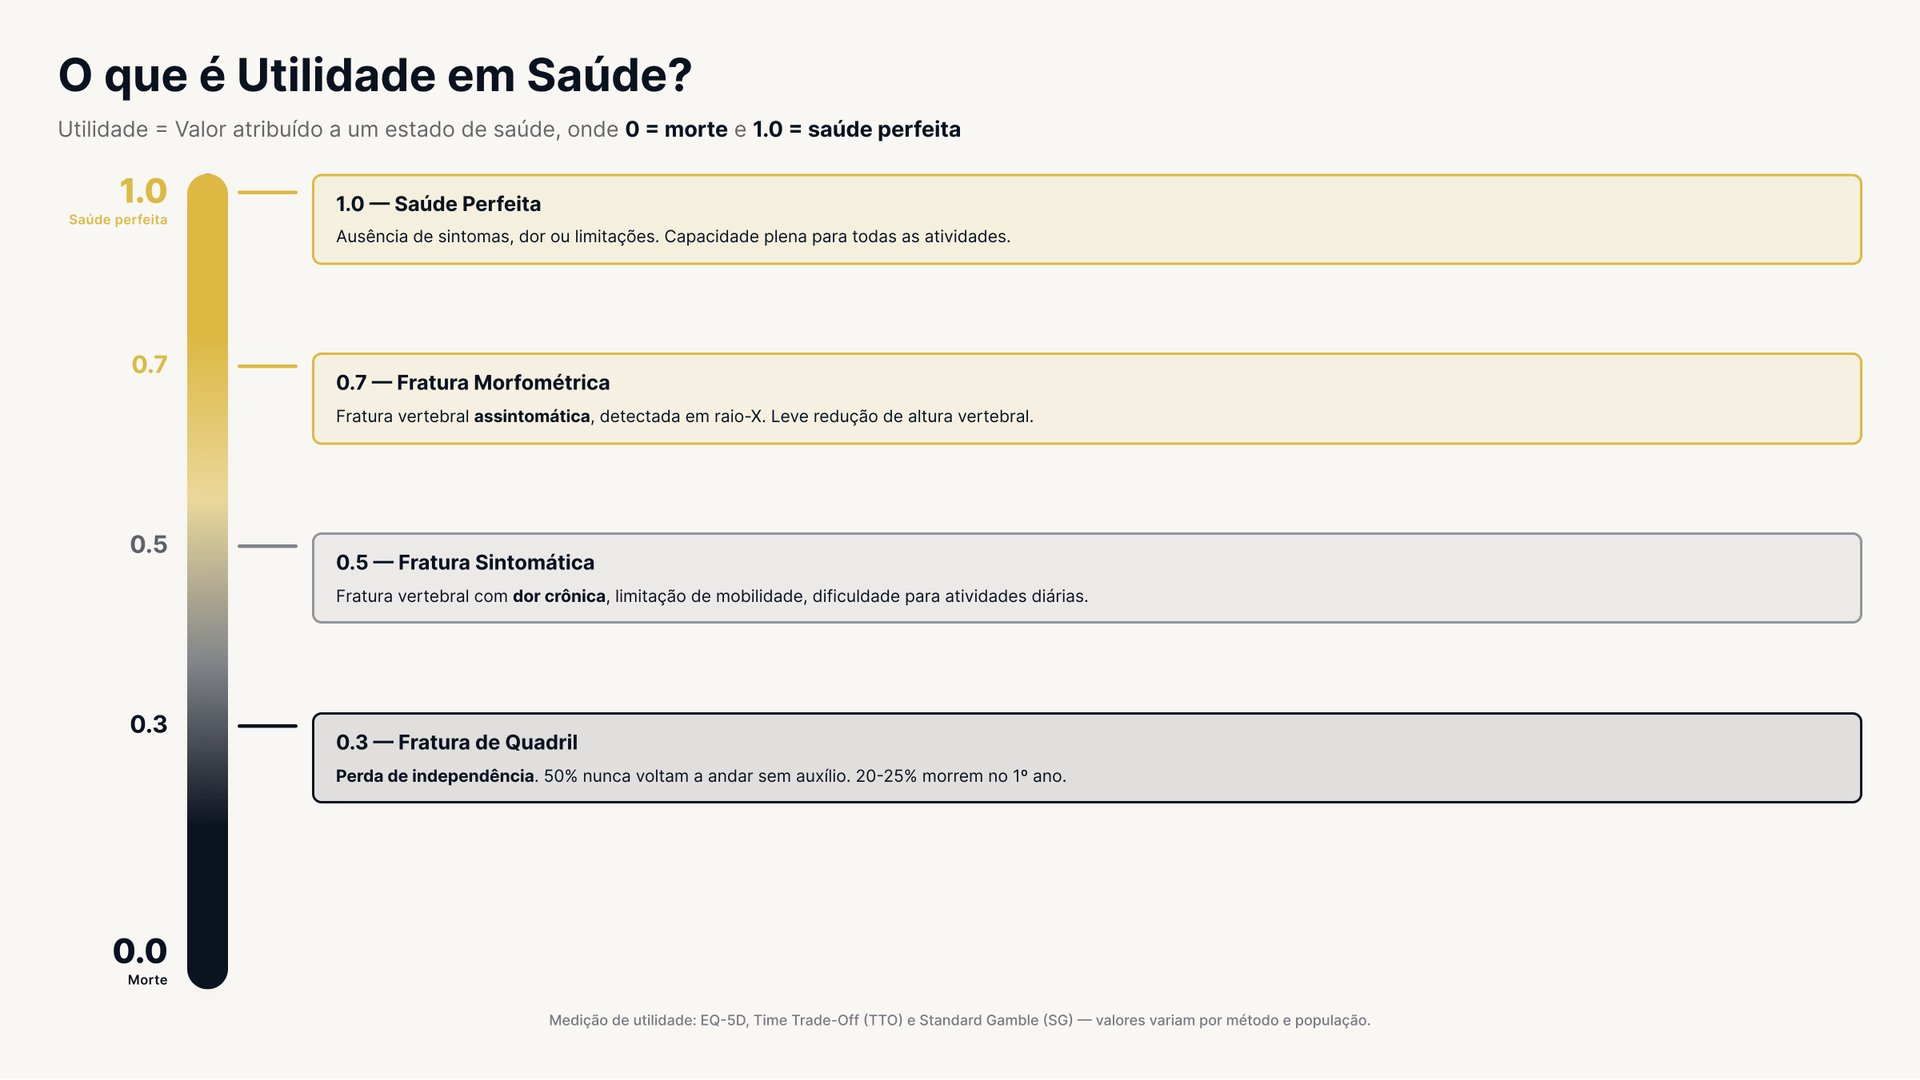 O que é Utilidade em Saúde?
Utilidade = Valor atribuído a um estado de saúde, onde 0 = morte e 1.0 = saúde perfeita
1.0
Saúde perfeita
1.0 — Saúde Perfeita
Ausência de sintomas, dor ou limitações. Capacidade plena para todas as atividades.
0.7
0.7 — Fratura Morfométrica
Fratura vertebral assintomática, detectada em raio-X. Leve redução de altura vertebral.
0.5
0.5 — Fratura Sintomática
Fratura vertebral com dor crônica, limitação de mobilidade, dificuldade para atividades diárias.
0.3
0.3 — Fratura de Quadril
Perda de independência. 50% nunca voltam a andar sem auxílio. 20-25% morrem no 1º ano.
0.0
Morte
Medição de utilidade: EQ-5D, Time Trade-Off (TTO) e Standard Gamble (SG) — valores variam por método e população.